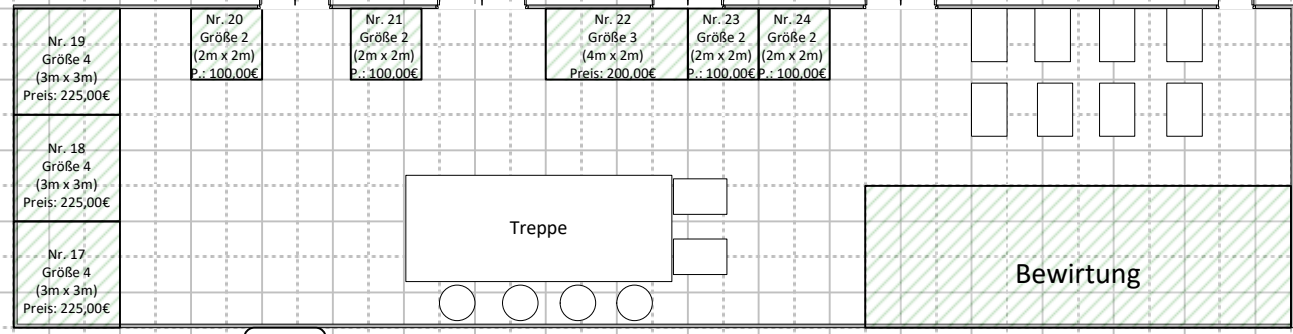 Nr. 19
Größe 4
(3m x 3m)
Preis: 225,00€
Nr. 20
Größe 2
(2m x 2m)
P.: 100,00€
Nr. 21
Größe 2
(2m x 2m)
P.: 100,00€
Nr. 22
Größe 3
(4m x 2m)
Preis: 200,00€
Nr. 23
Größe 2
(2m x 2m)
P.: 100,00€
Nr. 24
Größe 2
(2m x 2m)
P.: 100,00€
Nr. 18
Größe 4
(3m x 3m)
Preis: 225,00€
Nr. 17
Größe 4
(3m x 3m)
Preis: 225,00€
Treppe
Bewirtung